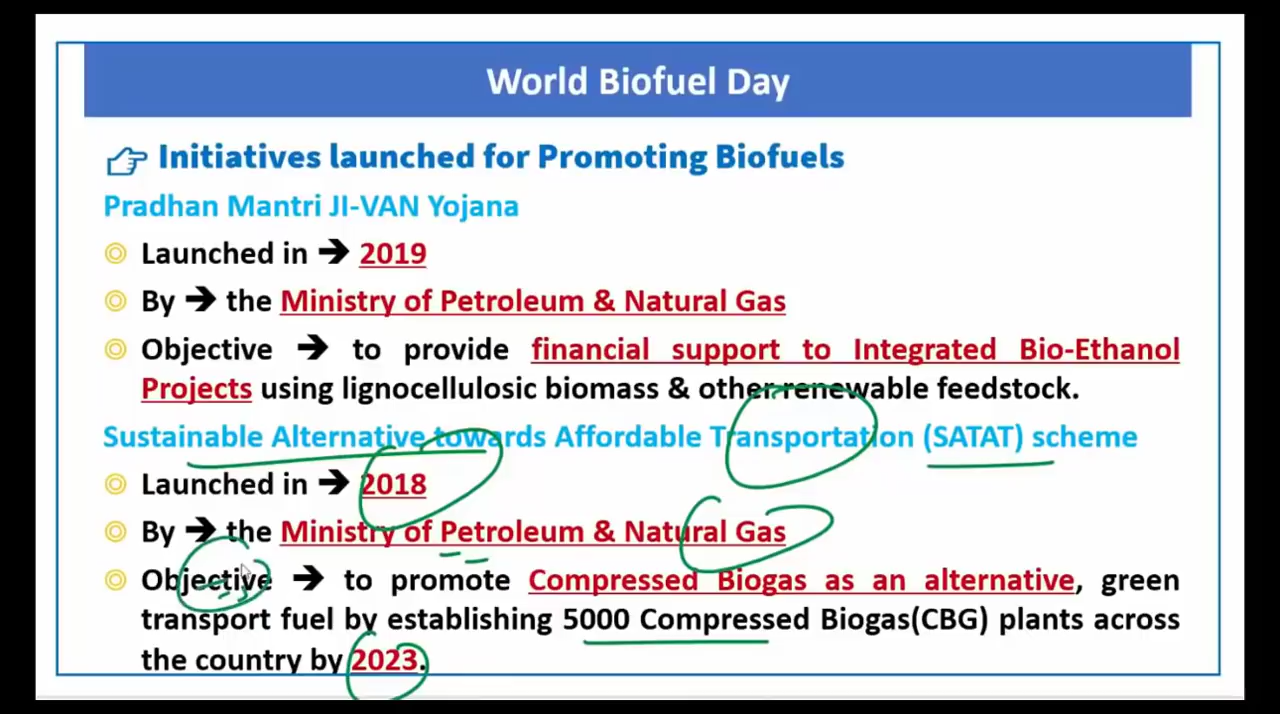 World Biofuel Day
Initiatives launched for Promoting Biofuels
Pradhan Mantri JI-VAN Yojana
Launched in → 2019
By → the Ministry of Petroleum & Natural Gas
Objective → to provide financial support to Integrated Bio-Ethanol
Projects using lignocellulosic biomass & other renewable feedstock.
Sustainable Alternative towards Affordable Transportation (SATAT) scheme
Launched in → 2018
By → the Ministry of Petroleum & Natural Gas
Objective → to promote Compressed Biogas as an alternative, green
transport fuel by establishing 5000 Compressed Biogas(CBG) plants across
the country by 2023.